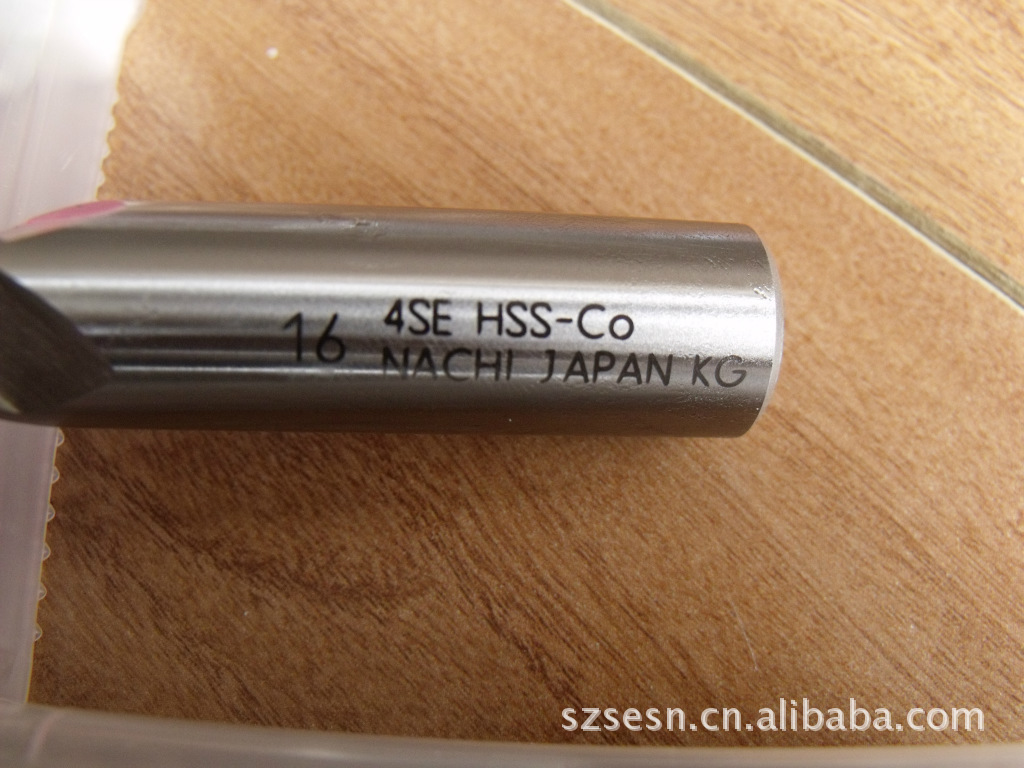 16
4SE HSS-Co
NACHI JAPAN KG
szsesn.cn.alibaba.com